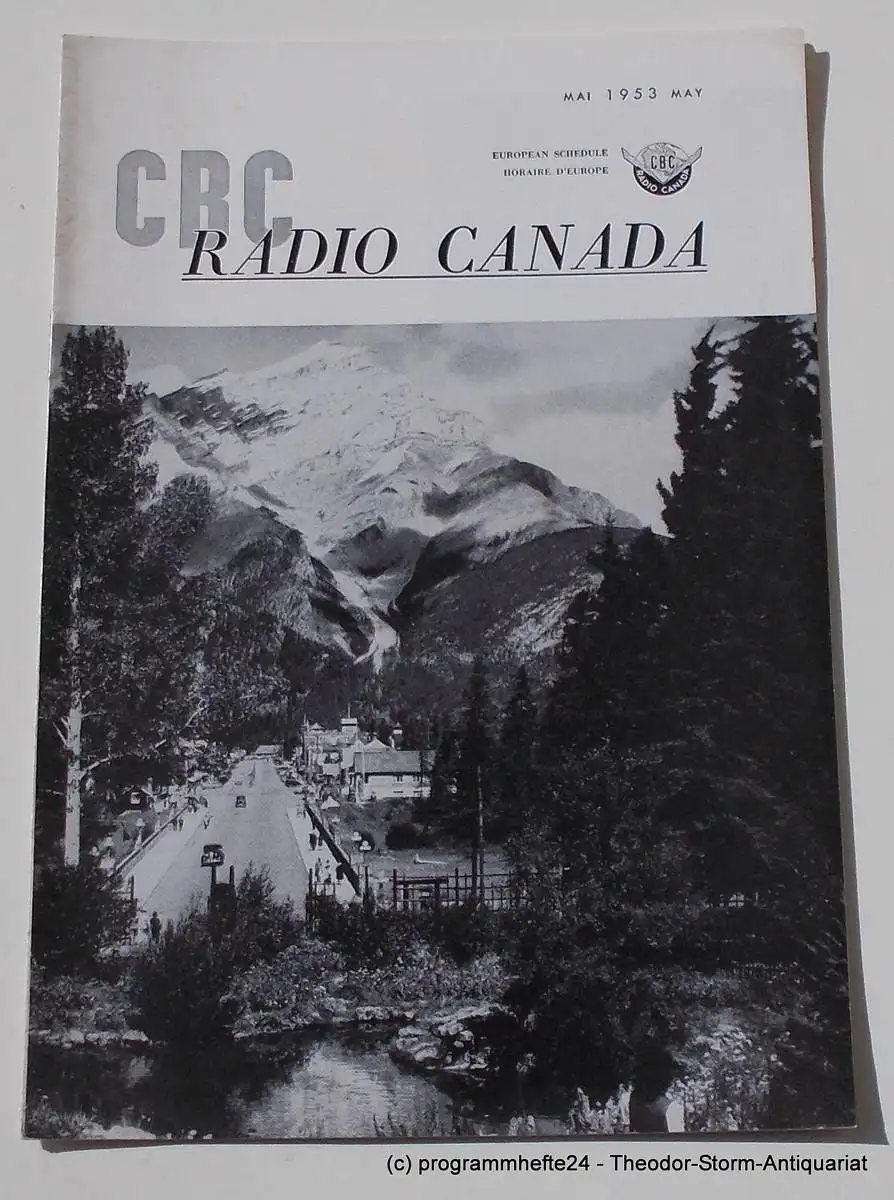 MAI 1953 MAY
EUROPEAN SCHEDULE
HORAIRE D'EUROPE
CBC
RADIO CANADA
CBC
RADIO CANADA
(c) programmhefte24 - Theodor-Storm-Antiquariat